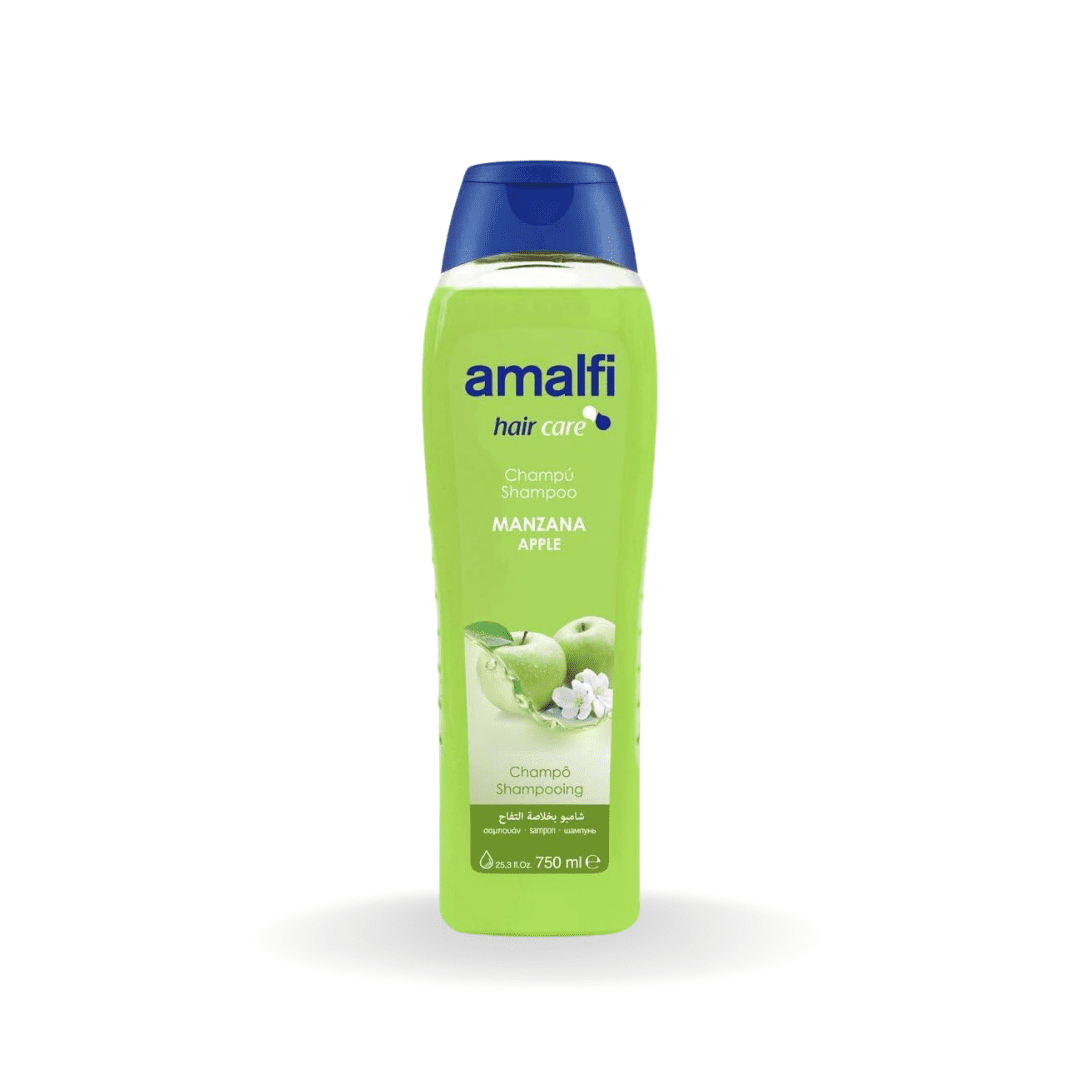 amalfi
hair care
Champú
Shampoo
MANZANA
APPLE
Champô
Shampooing
شامبو بخلاصة التفاح
σαμπουάν · sampon · шампунь
25,3 fl.Oz. 750 ml ℮